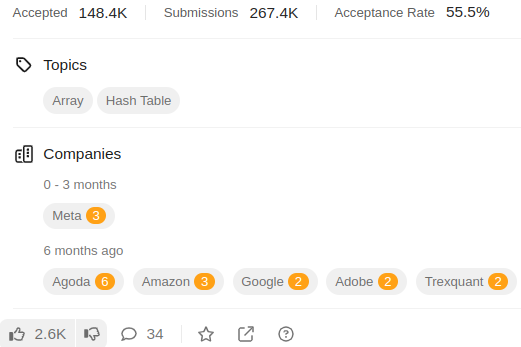 Accepted 148.4K Submissions 267.4K Acceptance Rate 55.5%
Topics
Array Hash Table
Companies
0 - 3 months
Meta 3
6 months ago
Agoda 6 Amazon 3 Google 2 Adobe 2 Trexquant 2
2.6K 34